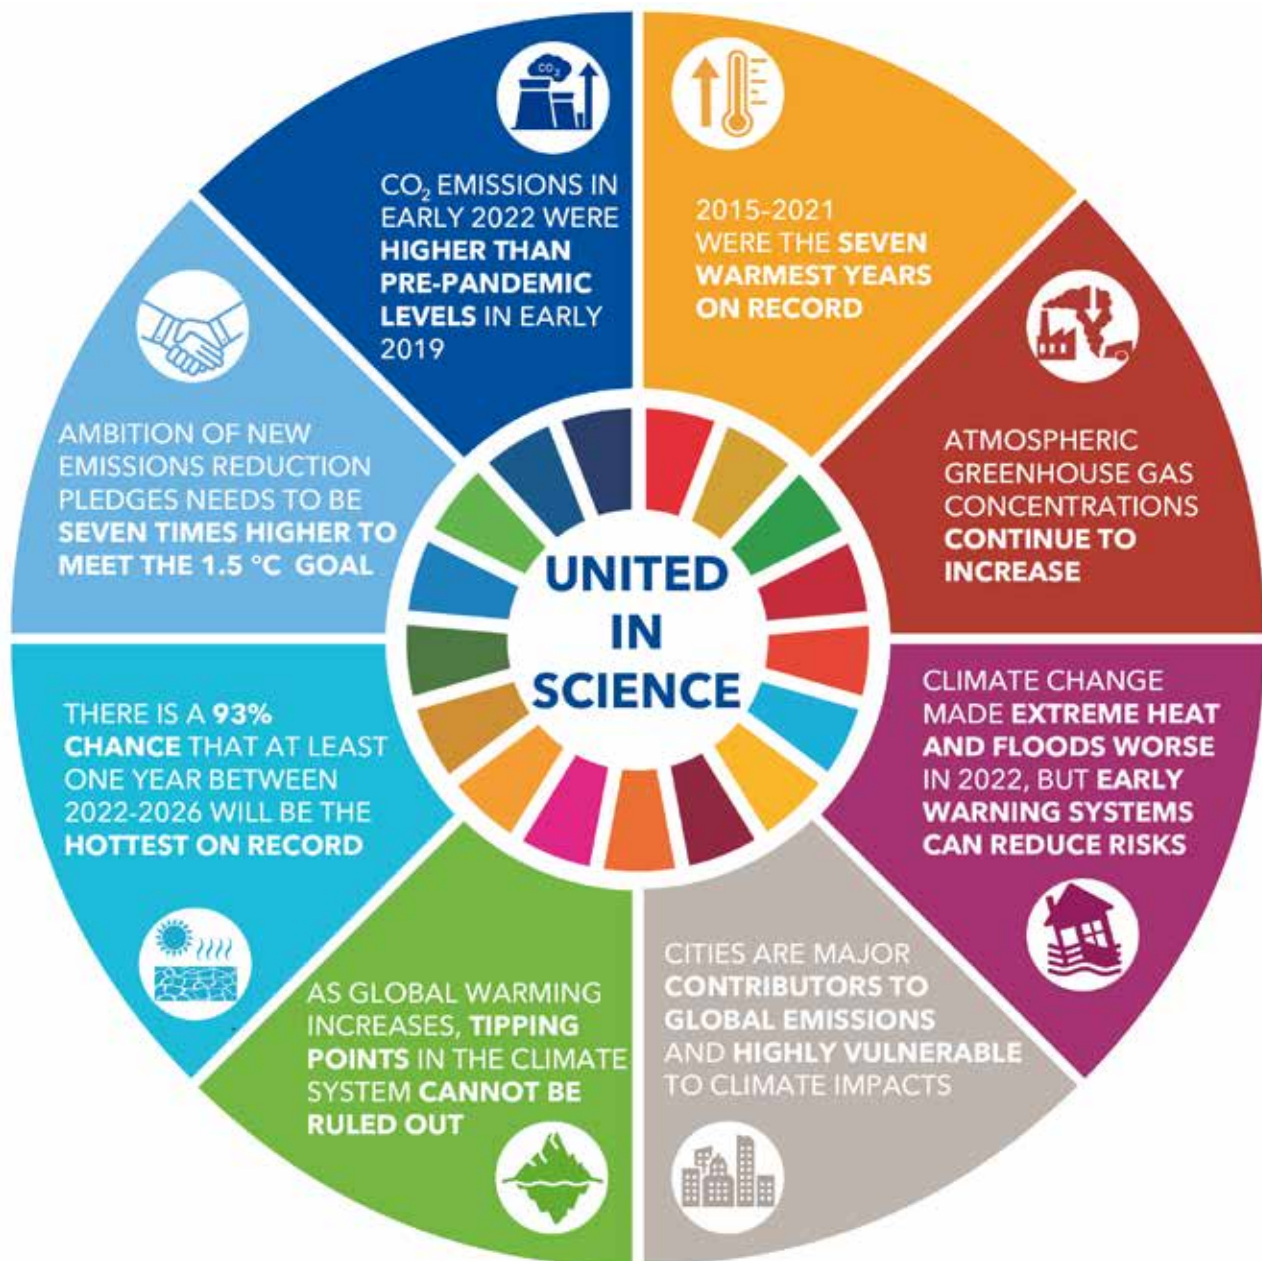 CO₂
CO₂ EMISSIONS IN
EARLY 2022 WERE
HIGHER THAN
PRE-PANDEMIC
LEVELS IN EARLY
2019
2015-2021
WERE THE SEVEN
WARMEST YEARS
ON RECORD
ATMOSPHERIC
GREENHOUSE GAS
CONCENTRATIONS
CONTINUE TO
INCREASE
CLIMATE CHANGE
MADE EXTREME HEAT
AND FLOODS WORSE
IN 2022, BUT EARLY
WARNING SYSTEMS
CAN REDUCE RISKS
CITIES ARE MAJOR
CONTRIBUTORS TO
GLOBAL EMISSIONS
AND HIGHLY VULNERABLE
TO CLIMATE IMPACTS
AS GLOBAL WARMING
INCREASES, TIPPING
POINTS IN THE CLIMATE
SYSTEM CANNOT BE
RULED OUT
THERE IS A 93%
CHANCE THAT AT LEAST
ONE YEAR BETWEEN
2022-2026 WILL BE THE
HOTTEST ON RECORD
AMBITION OF NEW
EMISSIONS REDUCTION
PLEDGES NEEDS TO BE
SEVEN TIMES HIGHER TO
MEET THE 1.5 °C GOAL
UNITED
IN
SCIENCE